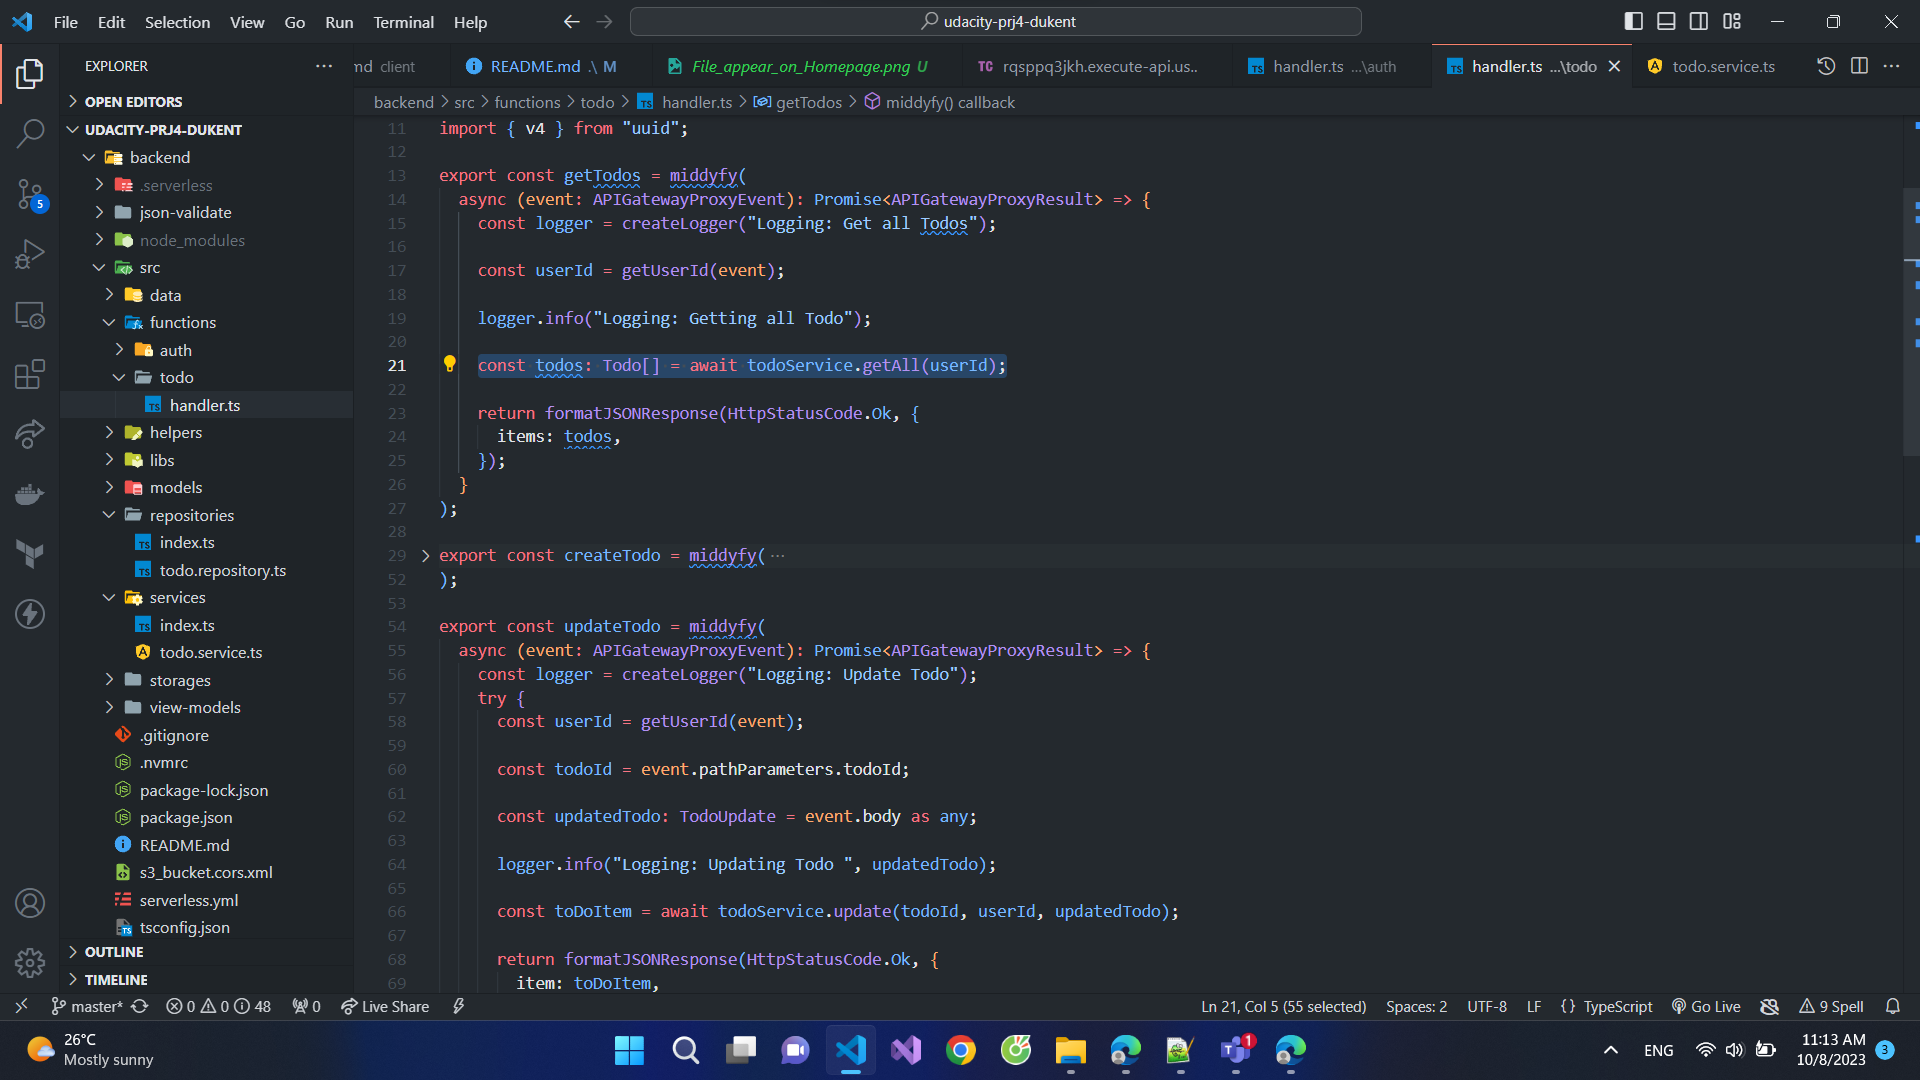 File Edit Selection View Go Run Terminal Help
udacity-prj4-dukent
EXPLORER
OPEN EDITORS
UDACITY-PRJ4-DUKENT
backend
.serverless
json-validate
node_modules
src
data
functions
auth
todo
handler.ts
helpers
libs
models
repositories
index.ts
todo.repository.ts
services
index.ts
todo.service.ts
storages
view-models
.gitignore
.nvmrc
package-lock.json
package.json
README.md
s3_bucket.cors.xml
serverless.yml
tsconfig.json
OUTLINE
TIMELINE
5
md client README.md .\ M File_appear_on_Homepage.png U TC rqsppq3jkh.execute-api.us.. TS handler.ts ...\auth TS handler.ts ...\todo todo.service.ts
backend > src > functions > todo > TS handler.ts > getTodos > middyfy() callback
11 import { v4 } from "uuid";
12
13 export const getTodos = middyfy(
14 async (event: APIGatewayProxyEvent): Promise<APIGatewayProxyResult> => {
15 const logger = createLogger("Logging: Get all Todos");
16
17 const userId = getUserId(event);
18
19 logger.info("Logging: Getting all Todo");
20
21 const todos: Todo[] = await todoService.getAll(userId);
22
23 return formatJSONResponse(HttpStatusCode.Ok, {
24 items: todos,
25 });
26 }
27 );
28
29 export const createTodo = middyfy( ...
52 );
53
54 export const updateTodo = middyfy(
55 async (event: APIGatewayProxyEvent): Promise<APIGatewayProxyResult> => {
56 const logger = createLogger("Logging: Update Todo");
57 try {
58 const userId = getUserId(event);
59
60 const todoId = event.pathParameters.todoId;
61
62 const updatedTodo: TodoUpdate = event.body as any;
63
64 logger.info("Logging: Updating Todo ", updatedTodo);
65
66 const toDoItem = await todoService.update(todoId, userId, updatedTodo);
67
68 return formatJSONResponse(HttpStatusCode.Ok, {
69 item: toDoItem,
master* 0 0 48 0 Live Share Ln 21, Col 5 (55 selected) Spaces: 2 UTF-8 LF {} TypeScript Go Live 9 Spell
26°C
Mostly sunny
1
ENG
11:13 AM
10/8/2023
3